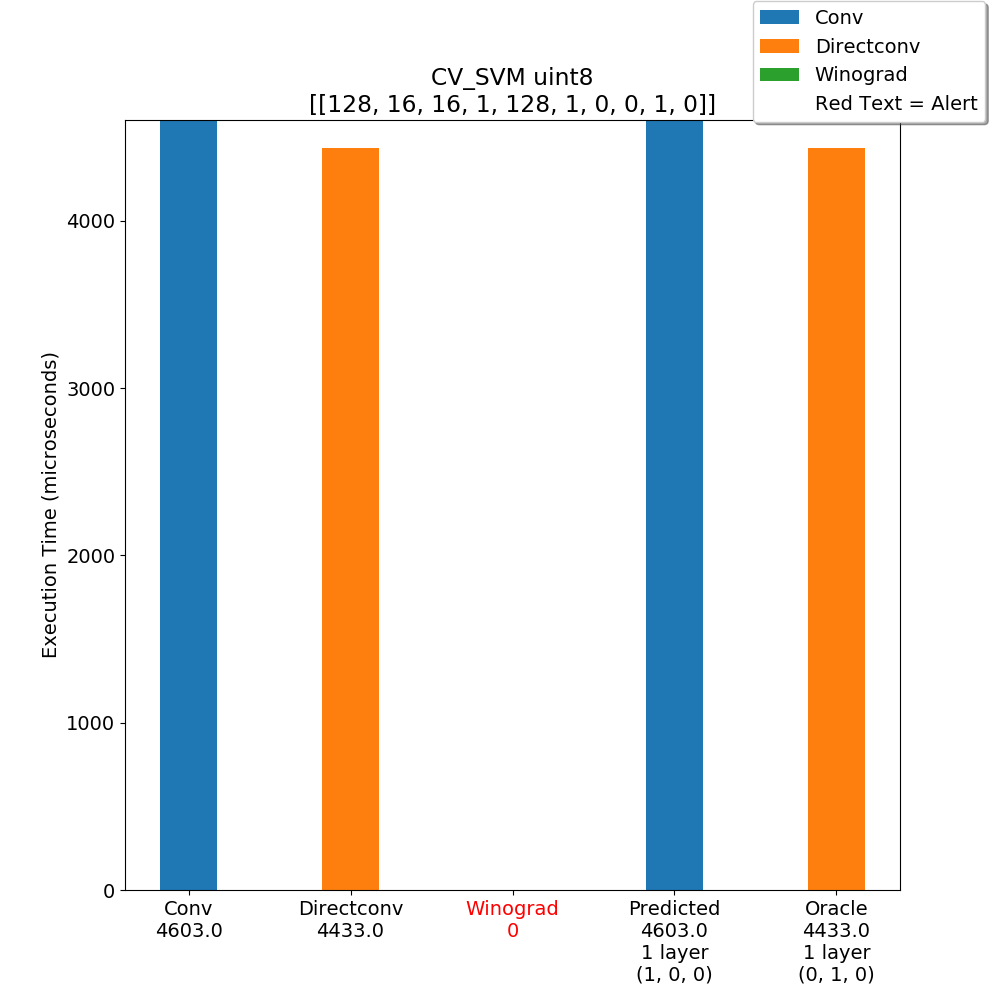 Conv
Directconv
Winograd
Red Text = Alert
CV_SVM uint8
[[128, 16, 16, 1, 128, 1, 0, 0, 1, 0]]
Execution Time (microseconds)
4000
3000
2000
1000
0
Conv
4603.0
Directconv
4433.0
Winograd
0
Predicted
4603.0
1 layer
(1, 0, 0)
Oracle
4433.0
1 layer
(0, 1, 0)